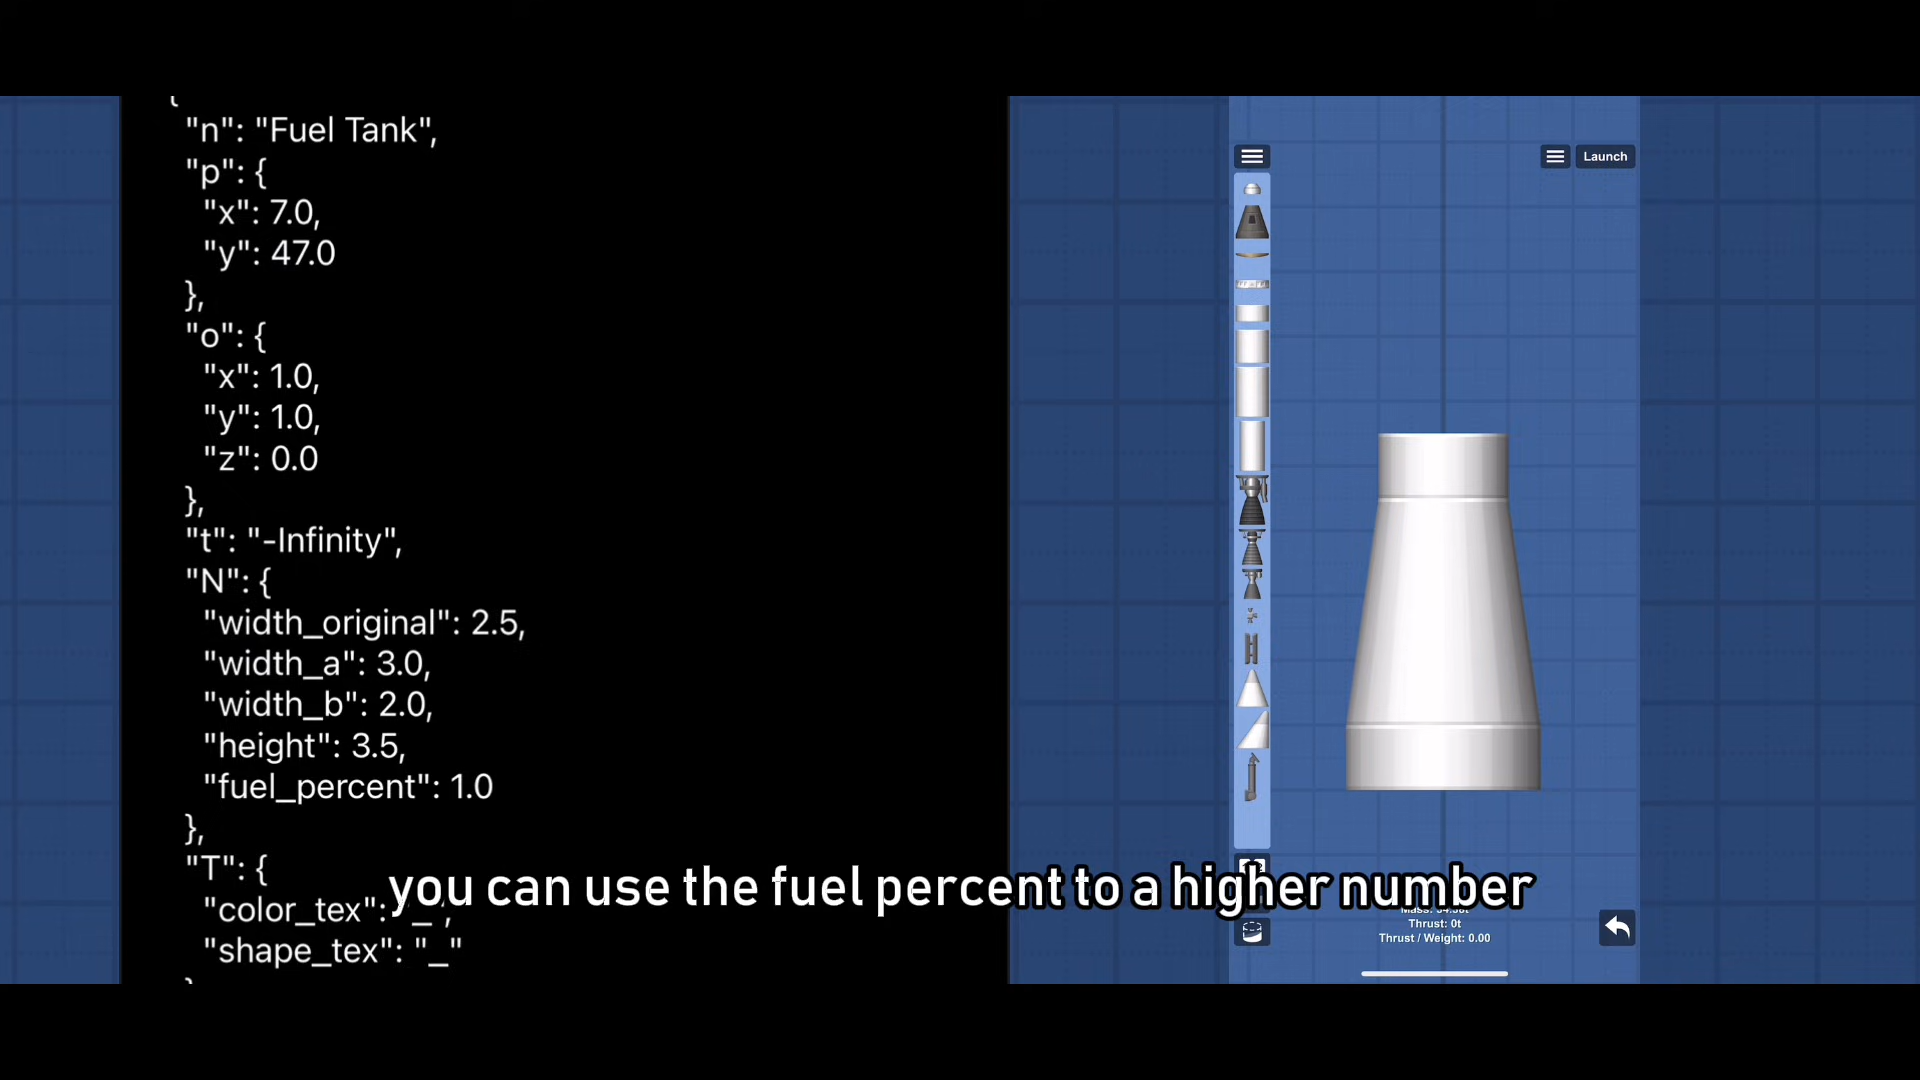 {
"n": "Fuel Tank",
"p": {
"x": 7.0,
"y": 47.0
},
"o": {
"x": 1.0,
"y": 1.0,
"z": 0.0
},
"t": "-Infinity",
"N": {
"width_original": 2.5,
"width_a": 3.0,
"width_b": 2.0,
"height": 3.5,
"fuel_percent": 1.0
},
"T": {
"color_tex": "_",
"shape_tex": "_"
Launch
you can use the fuel percent to a higher number
Mass:
Thrust: 0t
Thrust / Weight: 0.00